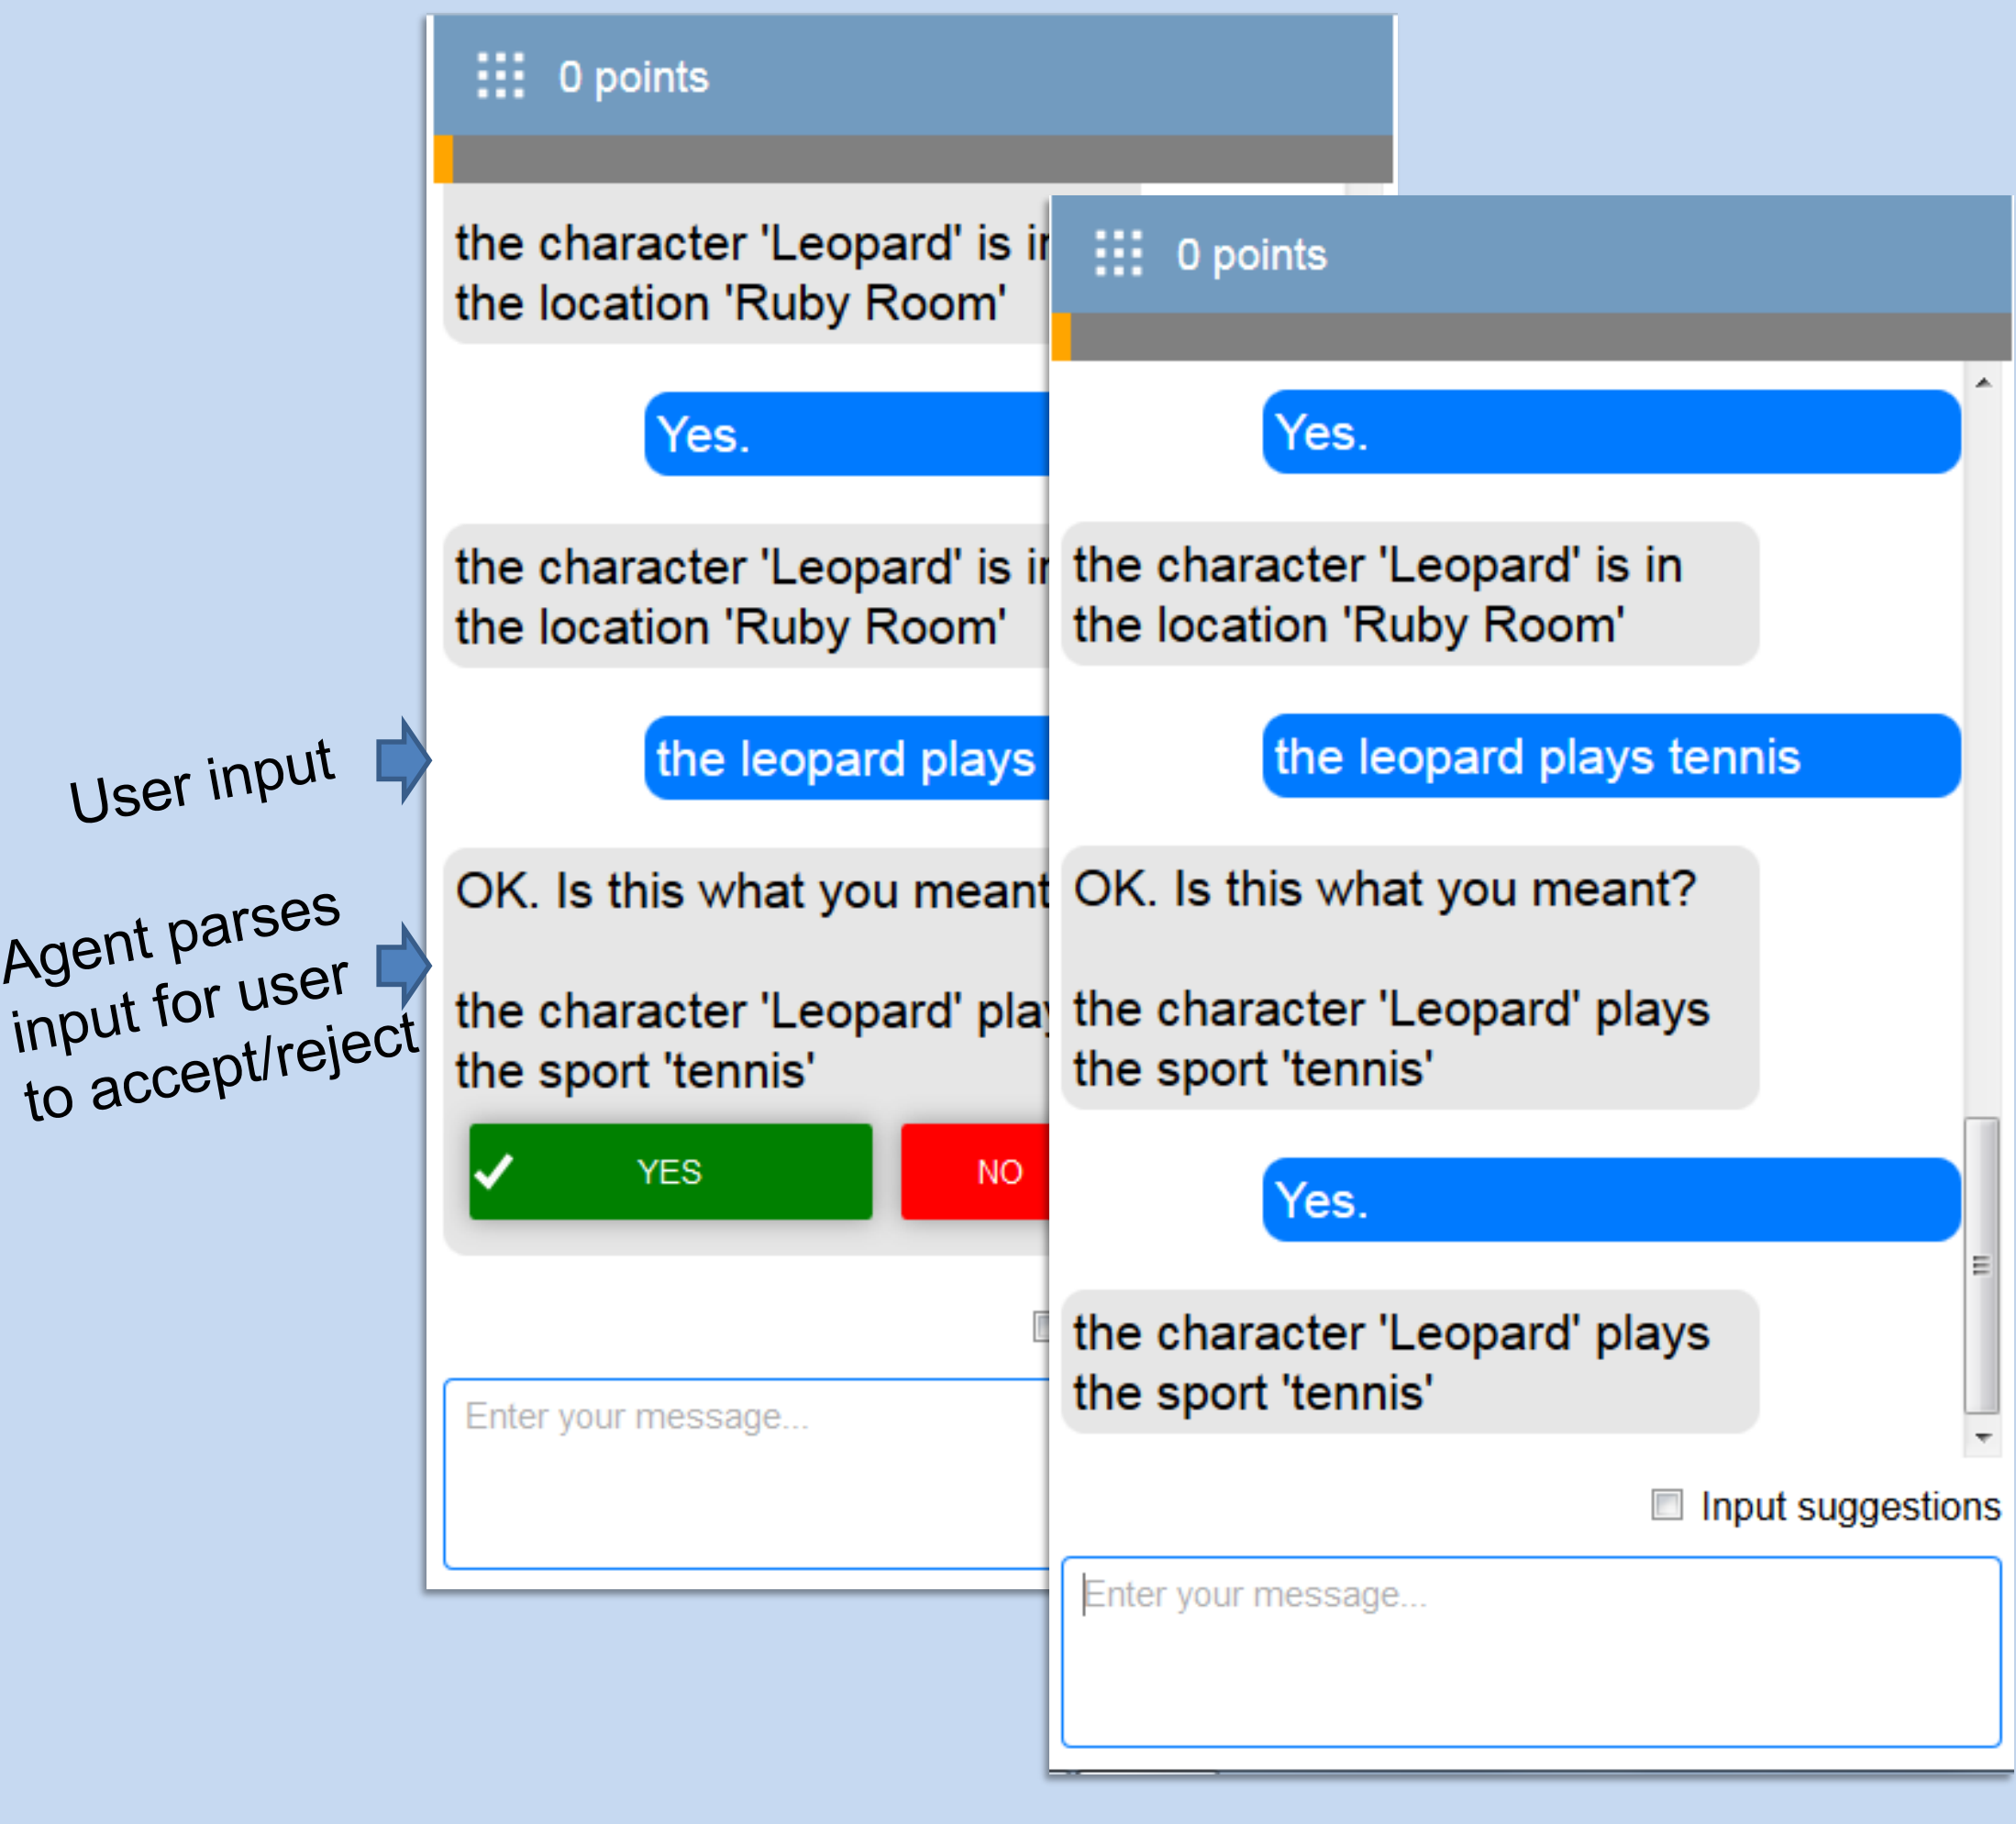 0 points
the character 'Leopard' is in
the location 'Ruby Room'
Yes.
the character 'Leopard' is in
the location 'Ruby Room'
User input
the leopard plays
Agent parses
input for user
to accept/reject
OK. Is this what you meant
the character 'Leopard' play
the sport 'tennis'
YES
NO
Enter your message...
0 points
Yes.
the character 'Leopard' is in
the location 'Ruby Room'
the leopard plays tennis
OK. Is this what you meant?
the character 'Leopard' plays
the sport 'tennis'
Yes.
the character 'Leopard' plays
the sport 'tennis'
Input suggestions
Enter your message...